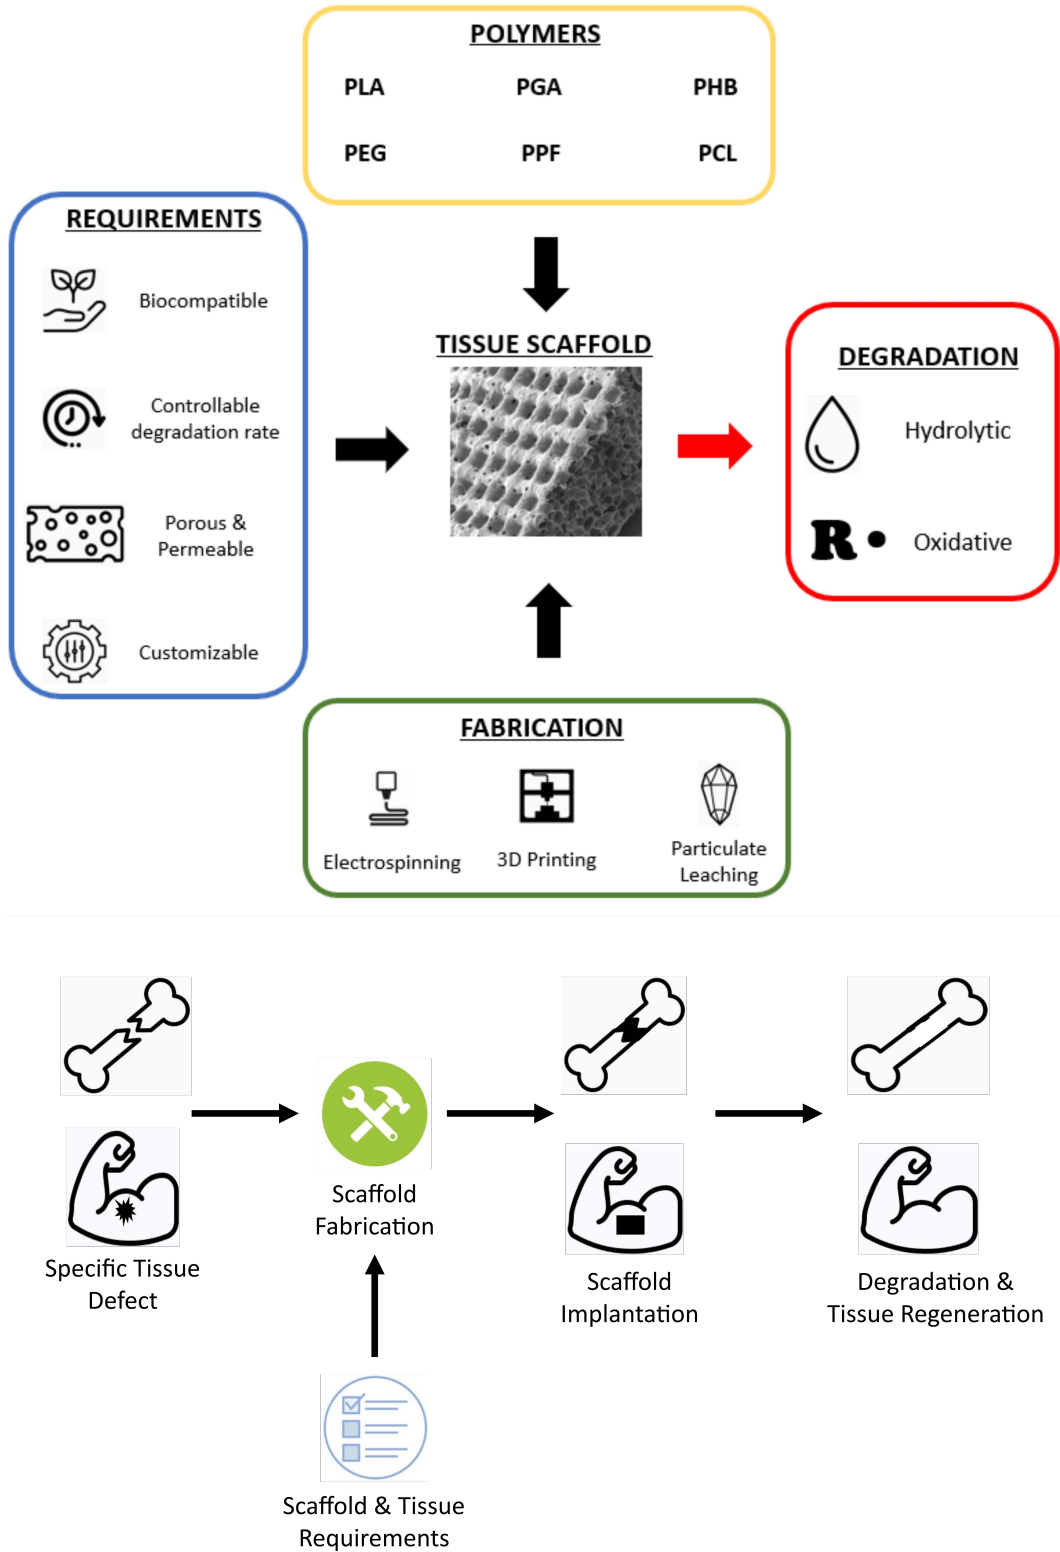 POLYMERS
PLA PGA PHB
PEG PPF PCL
REQUIREMENTS
Biocompatible
Controllable
degradation rate
Porous &
Permeable
Customizable
TISSUE SCAFFOLD
DEGRADATION
Hydrolytic
R • Oxidative
FABRICATION
Electrospinning
3D Printing
Particulate
Leaching
Specific Tissue
Defect
Scaffold
Fabrication
Scaffold
Implantation
Degradation &
Tissue Regeneration
Scaffold & Tissue
Requirements